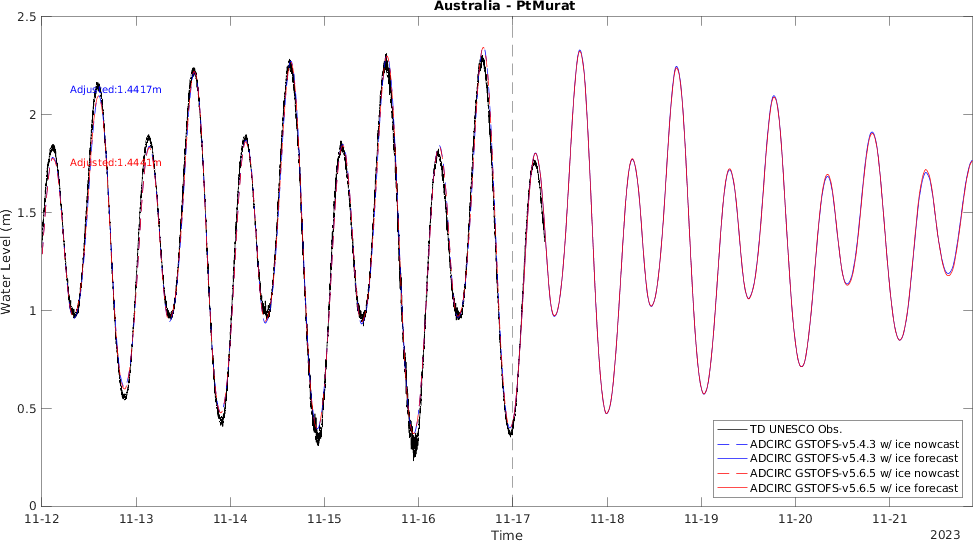 Australia - PtMurat
2.5
2
1.5
1
0.5
0
Water Level (m)
Adjusted:1.4417m
Adjusted:1.4441m
TD UNESCO Obs.
ADCIRC GSTOFS-v5.4.3 w/ ice nowcast
ADCIRC GSTOFS-v5.4.3 w/ ice forecast
ADCIRC GSTOFS-v5.6.5 w/ ice nowcast
ADCIRC GSTOFS-v5.6.5 w/ ice forecast
11-12 11-13 11-14 11-15 11-16 11-17 11-18 11-19 11-20 11-21
Time
2023